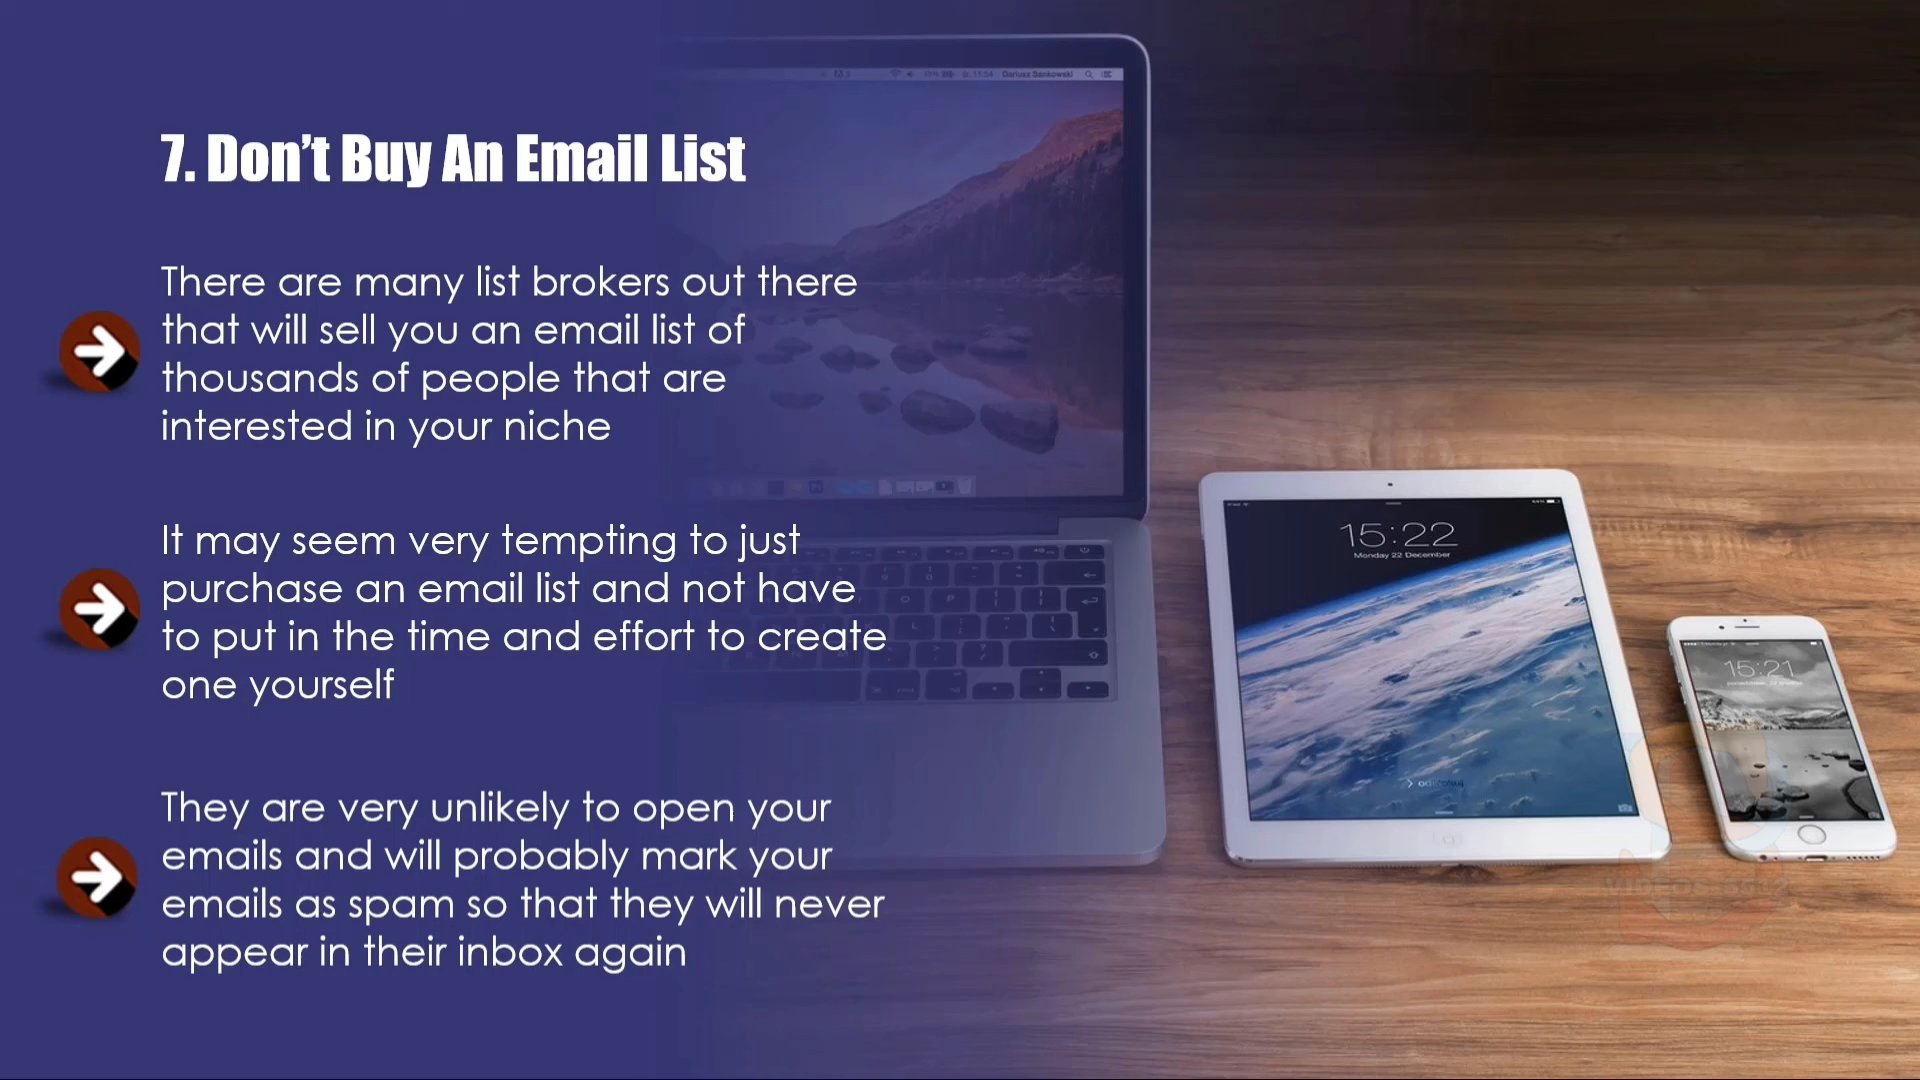 7. Don’t Buy An Email List
There are many list brokers out there
that will sell you an email list of
thousands of people that are
interested in your niche
It may seem very tempting to just
purchase an email list and not have
to put in the time and effort to create
one yourself
They are very unlikely to open your
emails and will probably mark your
emails as spam so that they will never
appear in their inbox again
Dariusz Sankowski
15:22
Monday 22 December
15:21